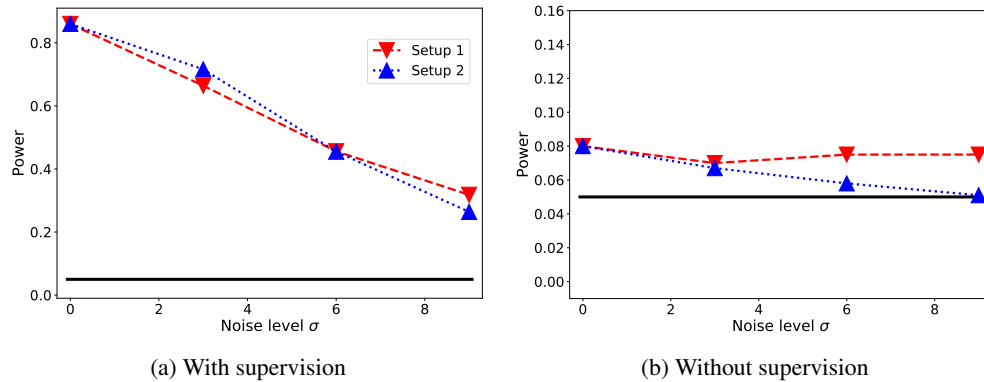 0.8
0.6
0.4
0.2
0.0
Power
0 2 4 6 8
Noise level σ
Setup 1
Setup 2
(a) With supervision
0.16
0.14
0.12
0.10
0.08
0.06
0.04
0.02
0.00
Power
0 2 4 6 8
Noise level σ
(b) Without supervision